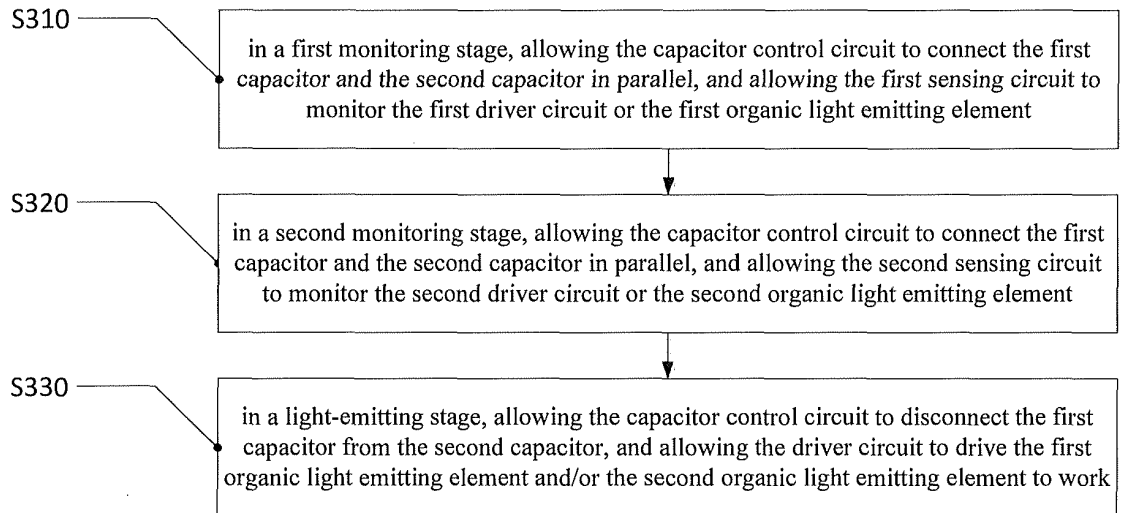 S310
in a first monitoring stage, allowing the capacitor control circuit to connect the first
capacitor and the second capacitor in parallel, and allowing the first sensing circuit to
monitor the first driver circuit or the first organic light emitting element
S320
in a second monitoring stage, allowing the capacitor control circuit to connect the first
capacitor and the second capacitor in parallel, and allowing the second sensing circuit
to monitor the second driver circuit or the second organic light emitting element
S330
in a light-emitting stage, allowing the capacitor control circuit to disconnect the first
capacitor from the second capacitor, and allowing the driver circuit to drive the first
organic light emitting element and/or the second organic light emitting element to work